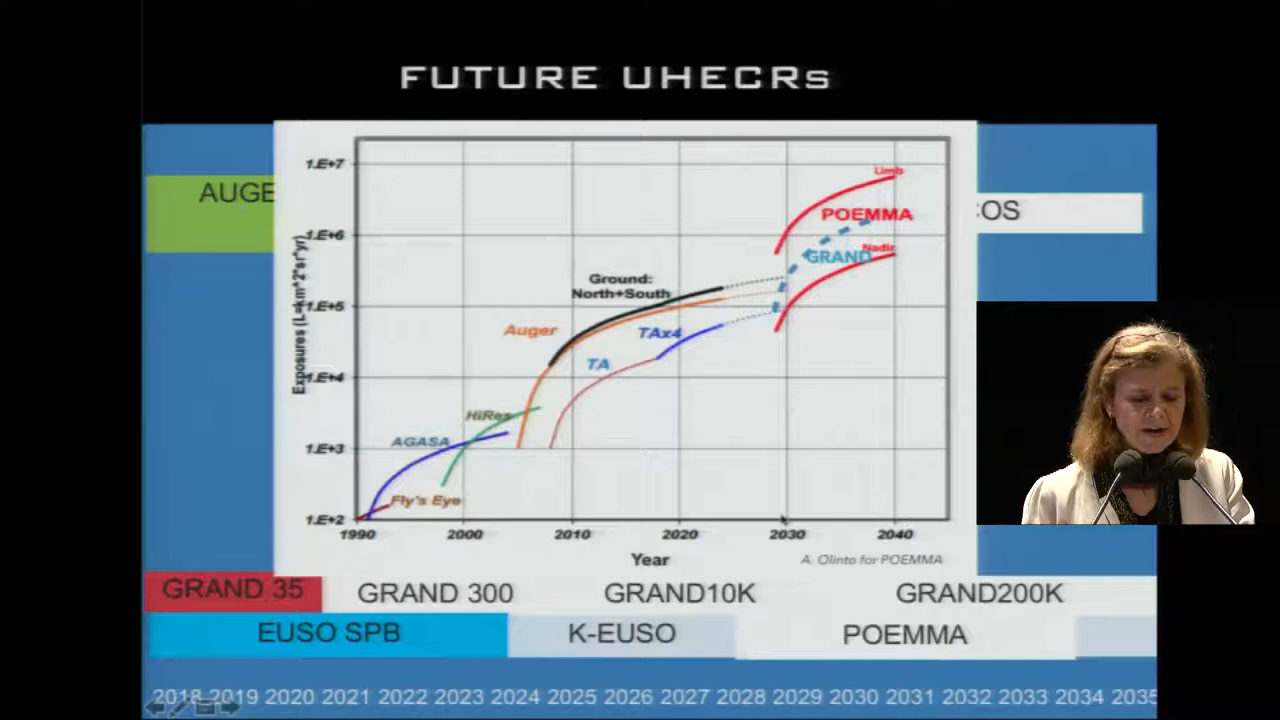 FUTURE UHECRs
AUGE
COS
1.E+7
1.E+6
1.E+5
1.E+4
1.E+3
1.E+2
Exposures (L=km^2*sr*yr)
Limb
POEMMA
Nadir
GRAND
Ground:
North+South
Auger
TAx4
TA
HiRes
AGASA
Fly's Eye
1990 2000 2010 2020 2030 2040
Year
A. Olinto for POEMMA
GRAND 35 GRAND 300 GRAND10K GRAND200K
EUSO SPB K-EUSO POEMMA
2018 2019 2020 2021 2022 2023 2024 2025 2026 2027 2028 2029 2030 2031 2032 2033 2034 2035